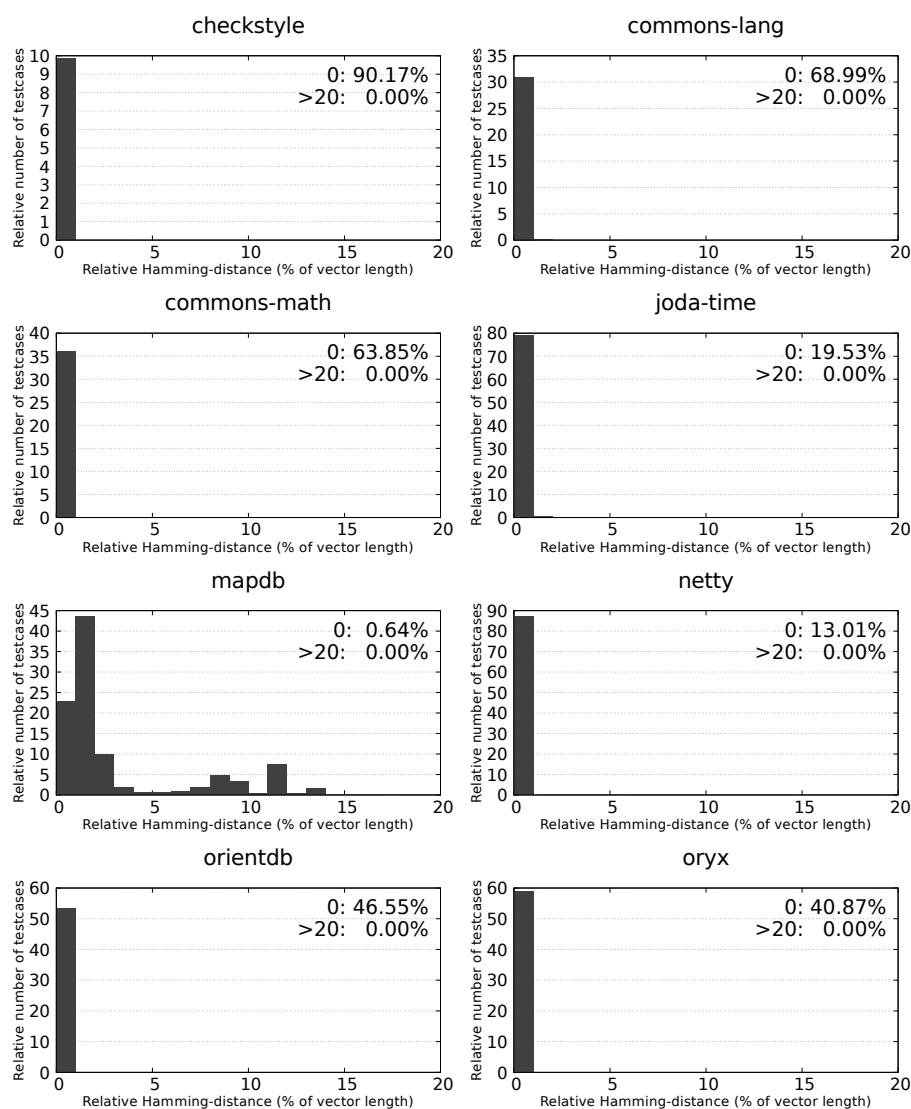 checkstyle
Relative number of testcases
10
9
8
7
6
5
4
3
2
1
0
0: 90.17%
>20: 0.00%
0 5 10 15 20
Relative Hamming-distance (% of vector length)
commons-lang
Relative number of testcases
35
30
25
20
15
10
5
0
0: 68.99%
>20: 0.00%
0 5 10 15 20
Relative Hamming-distance (% of vector length)
commons-math
Relative number of testcases
40
35
30
25
20
15
10
5
0
0: 63.85%
>20: 0.00%
0 5 10 15 20
Relative Hamming-distance (% of vector length)
joda-time
Relative number of testcases
80
70
60
50
40
30
20
10
0
0: 19.53%
>20: 0.00%
0 5 10 15 20
Relative Hamming-distance (% of vector length)
mapdb
Relative number of testcases
45
40
35
30
25
20
15
10
5
0
0: 0.64%
>20: 0.00%
0 5 10 15 20
Relative Hamming-distance (% of vector length)
netty
Relative number of testcases
90
80
70
60
50
40
30
20
10
0
0: 13.01%
>20: 0.00%
0 5 10 15 20
Relative Hamming-distance (% of vector length)
orientdb
Relative number of testcases
60
50
40
30
20
10
0
0: 46.55%
>20: 0.00%
0 5 10 15 20
Relative Hamming-distance (% of vector length)
oryx
Relative number of testcases
60
50
40
30
20
10
0
0: 40.87%
>20: 0.00%
0 5 10 15 20
Relative Hamming-distance (% of vector length)